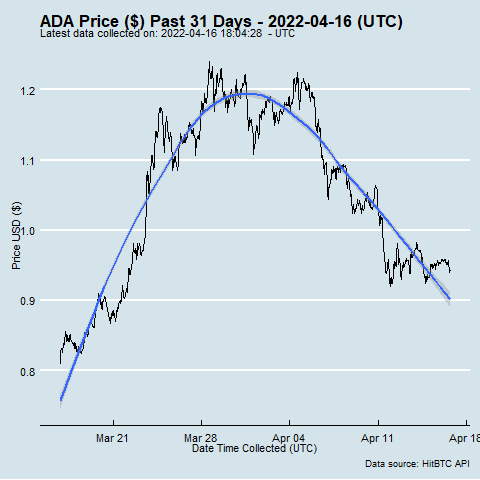 ADA Price ($) Past 31 Days - 2022-04-16 (UTC)
Latest data collected on: 2022-04-16 18:04:28  - UTC
1.2
1.1
1.0
0.9
0.8
Price USD ($)
Mar 21 Mar 28 Apr 04 Apr 11 Apr 18
Date Time Collected (UTC)
Data source: HitBTC API